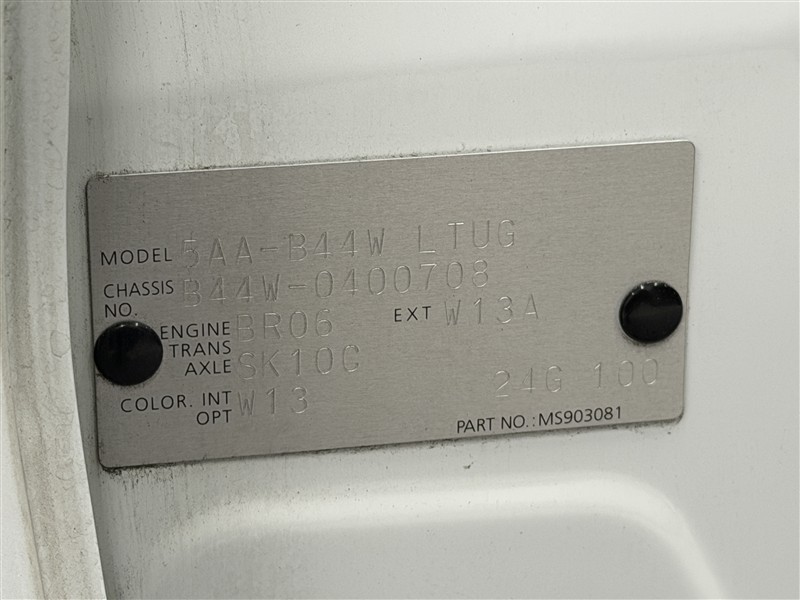 MODEL 5AA-B44W LTUG
CHASSIS NO. B44W-0400708
ENGINE BR06 EXT W13A
TRANS AXLE SK10C
COLOR. INT OPT W13 24G 100
PART NO.:MS903081